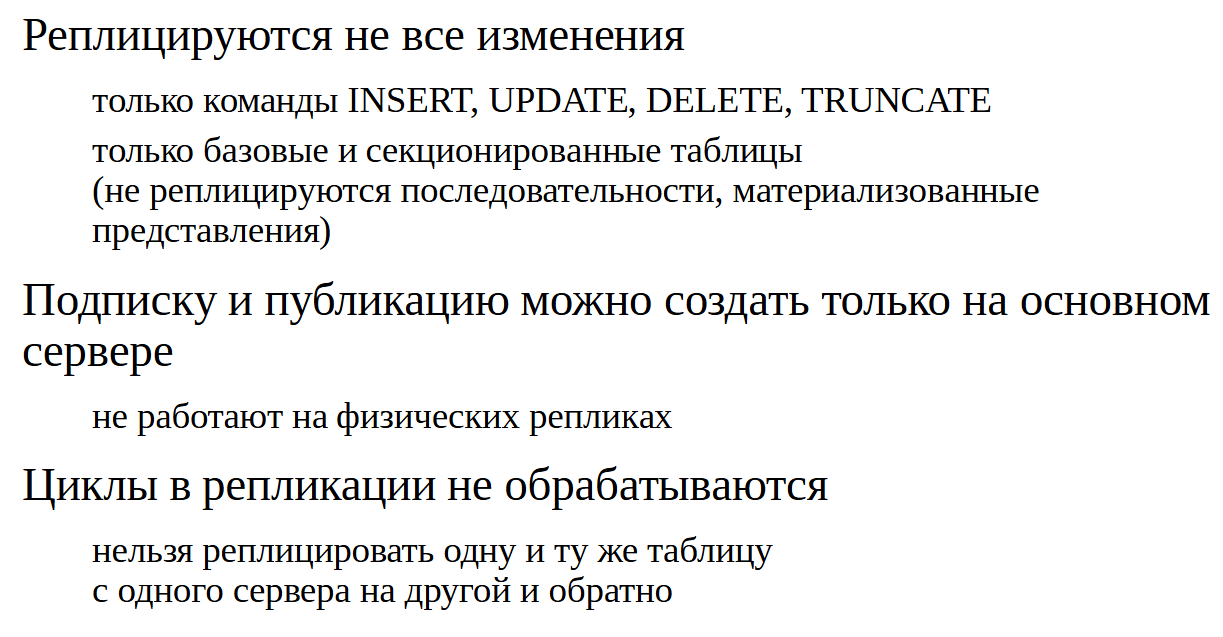 Реплицируются не все изменения
только команды INSERT, UPDATE, DELETE, TRUNCATE
только базовые и секционированные таблицы
(не реплицируются последовательности, материализованные
представления)
Подписку и публикацию можно создать только на основном
сервере
не работают на физических репликах
Циклы в репликации не обрабатываются
нельзя реплицировать одну и ту же таблицу
с одного сервера на другой и обратно